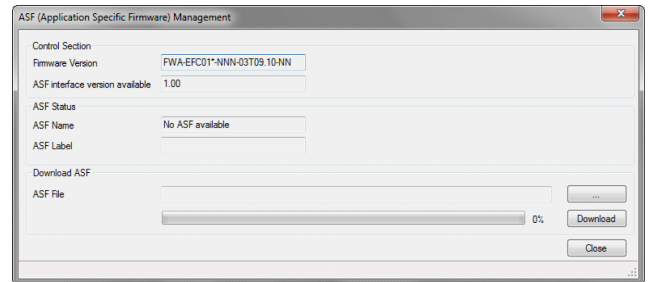 ASF (Application Specific Firmware) Management
Control Section
Firmware Version FWA-EFC01*-NNN-03T09.10-NN
ASF interface version available 1.00
ASF Status
ASF Name No ASF available
ASF Label
Download ASF
ASF File ...
0% Download
Close